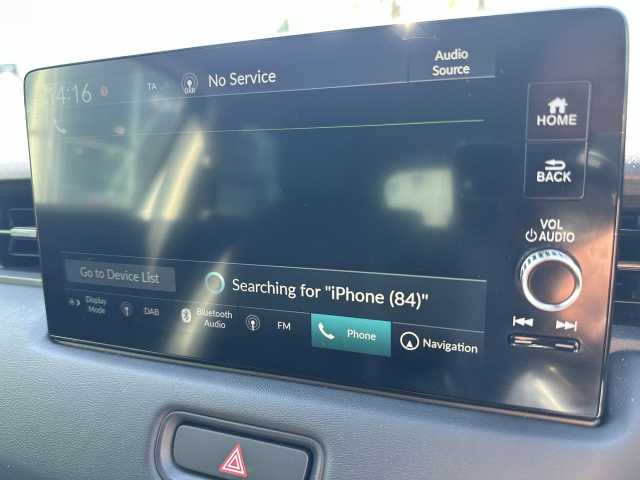 14:16
TA
DAB
No Service
Audio
Source
HOME
BACK
VOL
AUDIO
Go to Device List
Searching for "iPhone (84)"
Display
Mode
DAB
Bluetooth
Audio
FM
Phone
Navigation